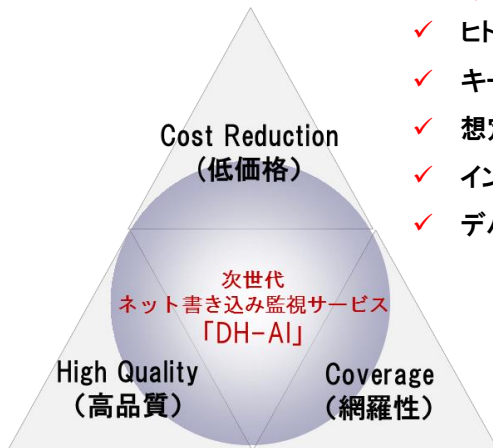 Cost Reduction
(低価格)
次世代
ネット書き込み監視サービス
「DH-AI」
High Quality
(高品質)
Coverage
(網羅性)
ヒト
キー
想定
イン
デバ